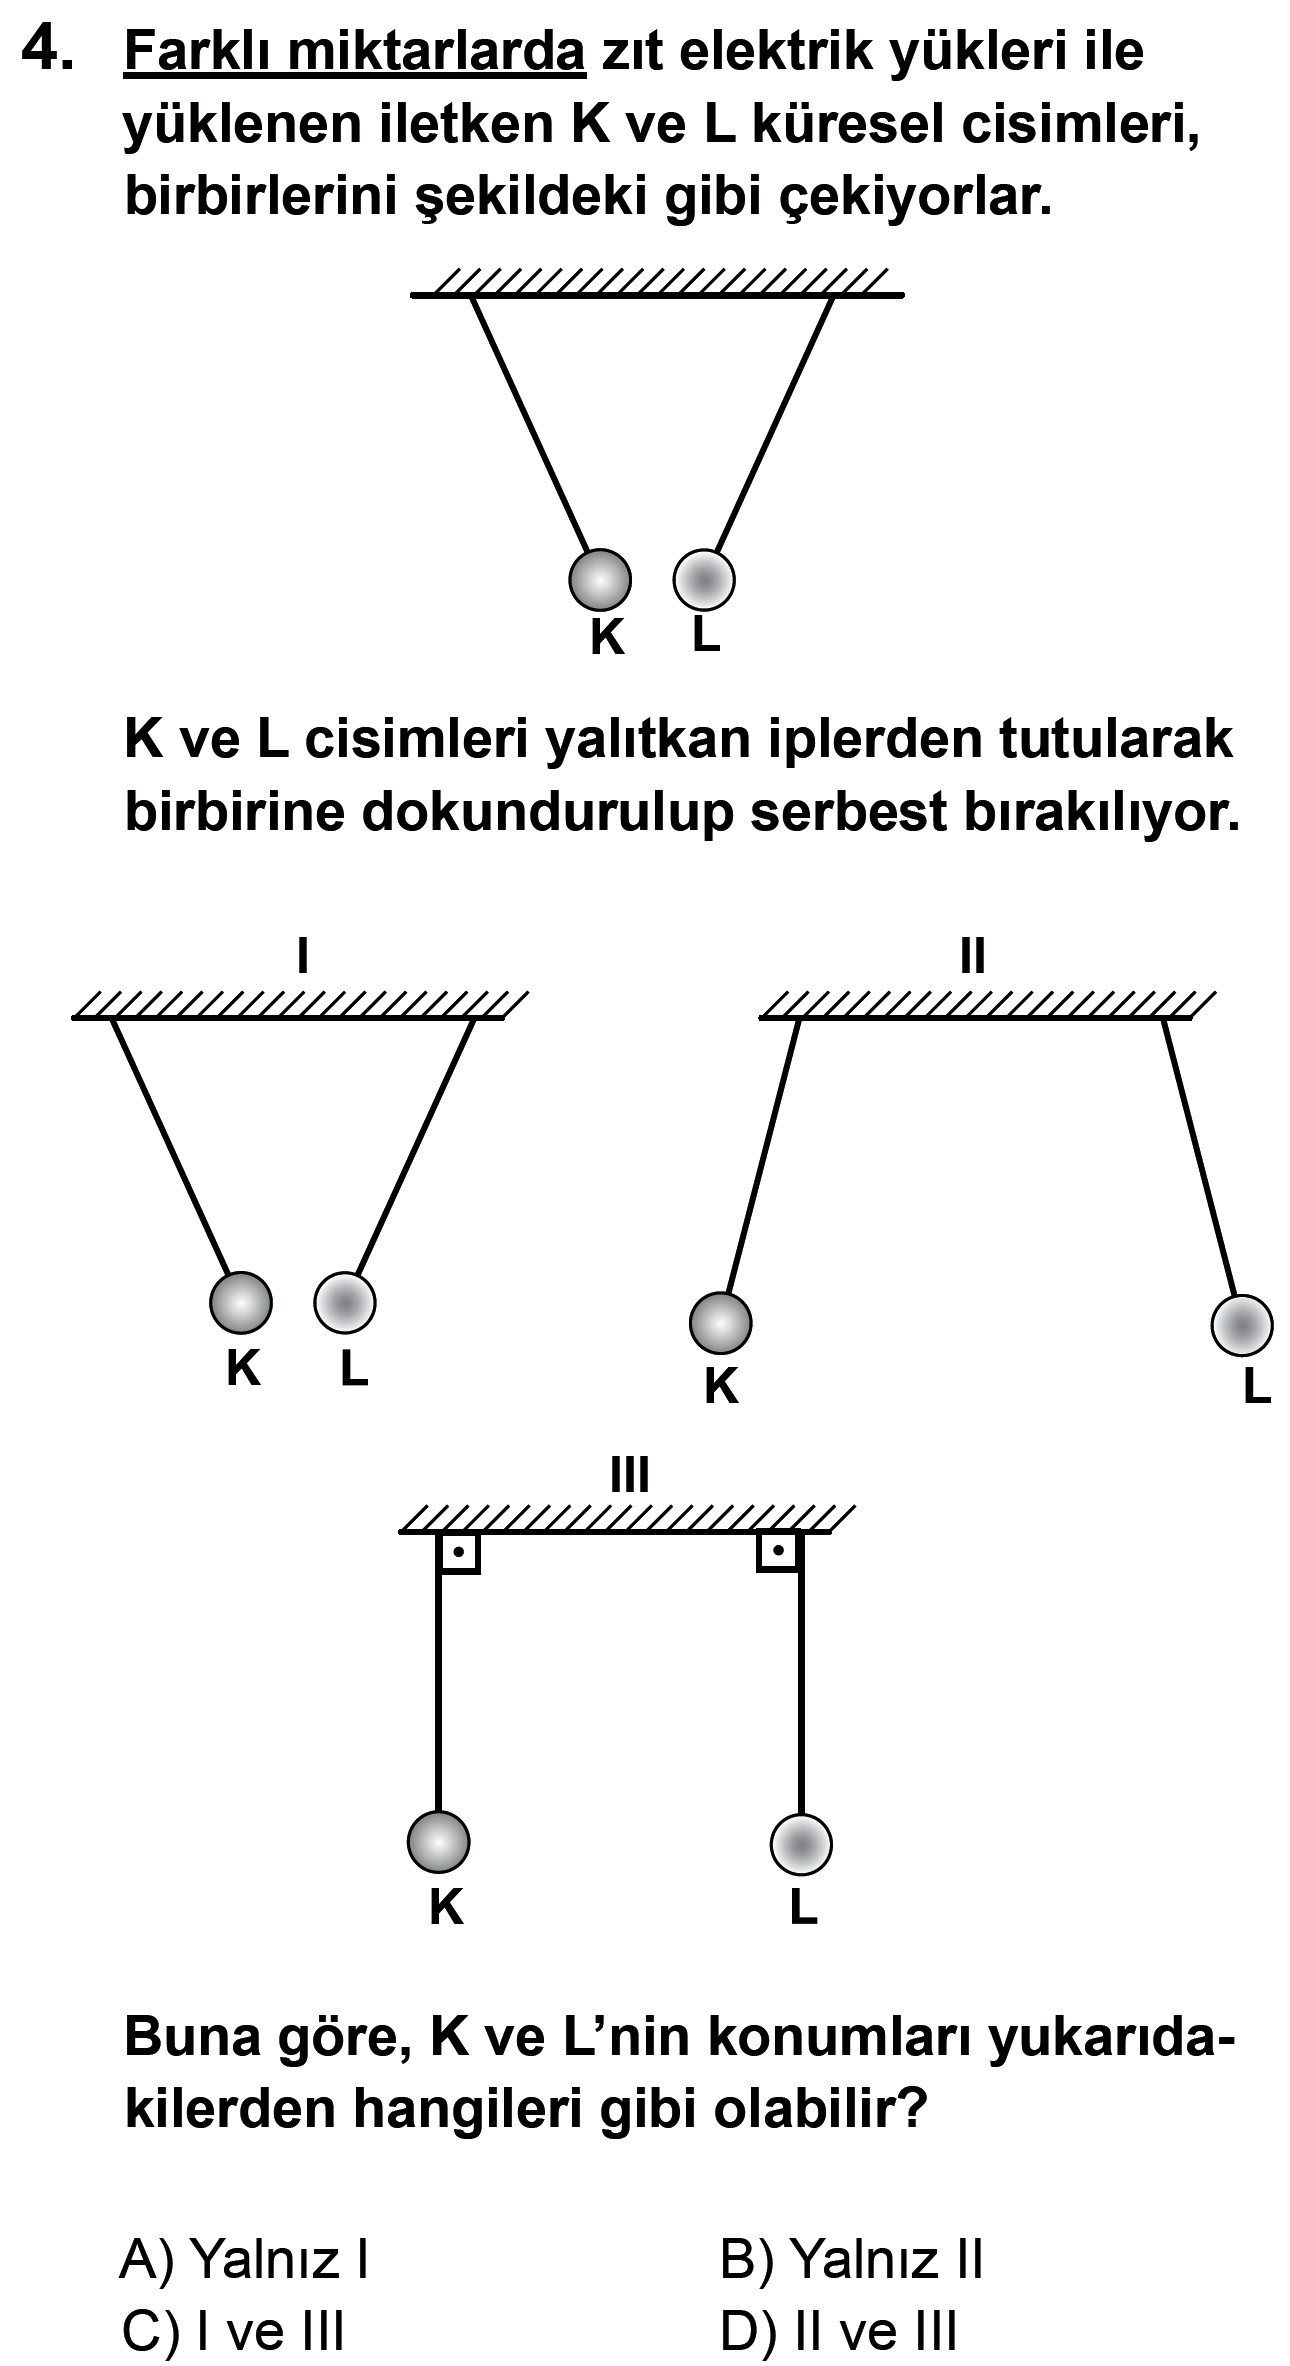 4. Farklı miktarlarda zıt elektrik yükleri ile
yüklenen iletken K ve L küresel cisimleri,
birbirlerini şekildeki gibi çekiyorlar.
K L
K ve L cisimleri yalıtkan iplerden tutularak
birbirine dokundurulup serbest bırakılıyor.
I II
K L
K L
III
K L
Buna göre, K ve L’nin konumları yukarıda-
kilerden hangileri gibi olabilir?
A) Yalnız I B) Yalnız II
C) I ve III D) II ve III